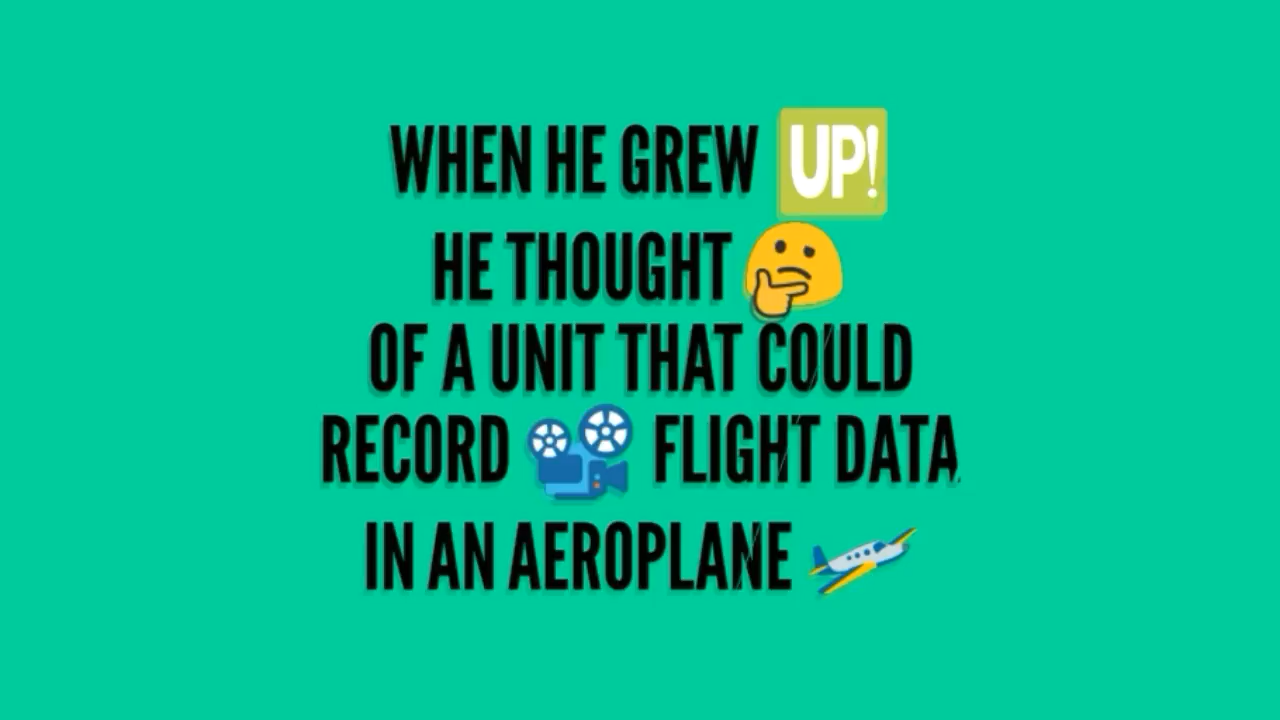 WHEN HE GREW UP!
HE THOUGHT
OF A UNIT THAT COULD
RECORD FLIGHT DATA
IN AN AEROPLANE